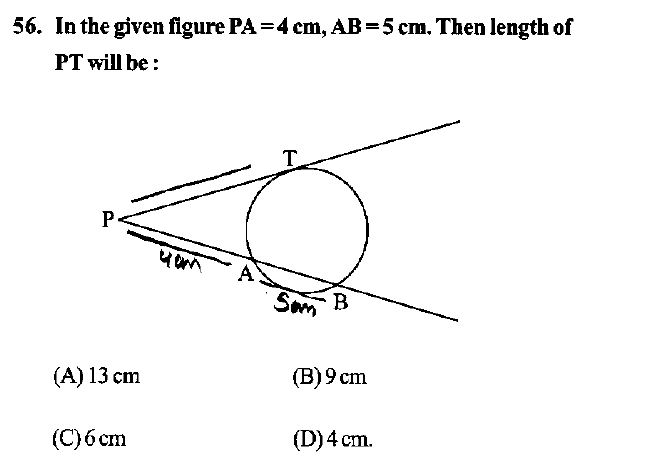 56. In the given figure PA = 4 cm, AB = 5 cm. Then length of
PT will be :
T
P
4cm
A
5cm B
(A) 13 cm (B) 9 cm
(C) 6 cm (D) 4 cm.